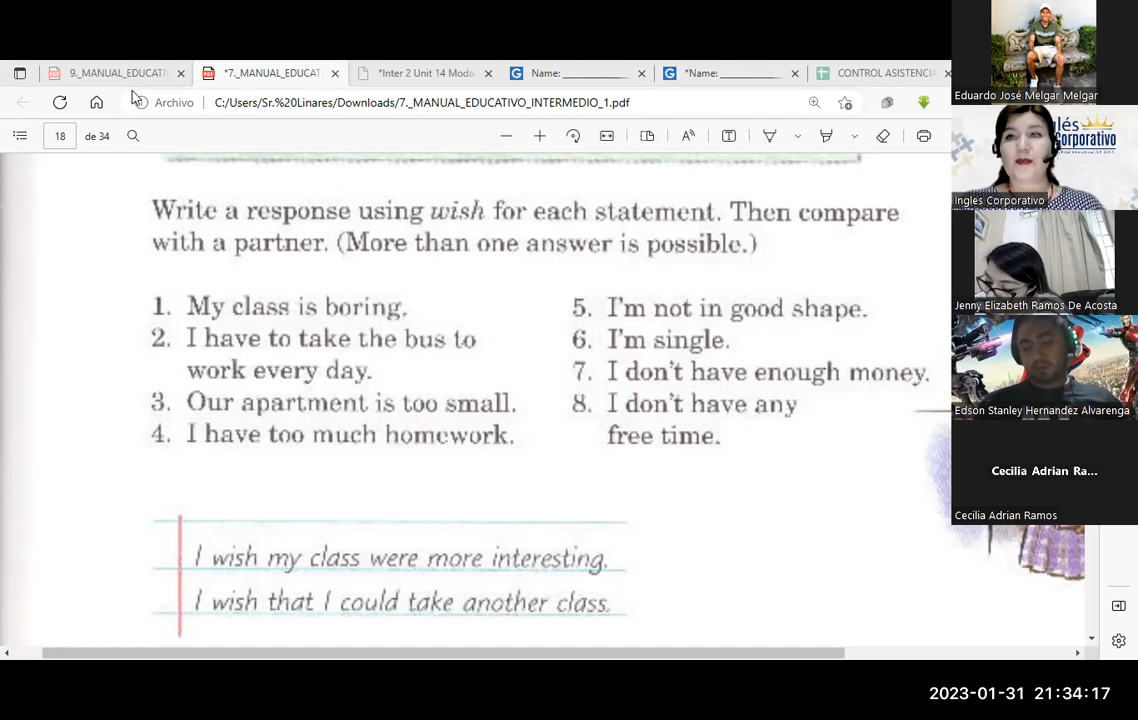 9._MANUAL_EDUCATI
*7._MANUAL_EDUCAT
*Inter 2 Unit 14 Moda
Name: ____________
*Name: ____________
CONTROL ASISTENCIA
Archivo
C:/Users/Sr.%20Linares/Downloads/7._MANUAL_EDUCATIVO_INTERMEDIO_1.pdf
18 de 34
Write a response using wish for each statement. Then compare
with a partner. (More than one answer is possible.)
1. My class is boring.
2. I have to take the bus to
work every day.
3. Our apartment is too small.
4. I have too much homework.
5. I'm not in good shape.
6. I'm single.
7. I don't have enough money.
8. I don't have any
free time.
I wish my class were more interesting.
I wish that I could take another class.
Eduardo José Melgar Melgar
Corporativo
Ingles Corporativo
Jenny Elizabeth Ramos De Acosta
Edson Stanley Hernandez Alvarenga
Cecilia Adrian Ra...
Cecilia Adrian Ramos
2023-01-31 21:34:17